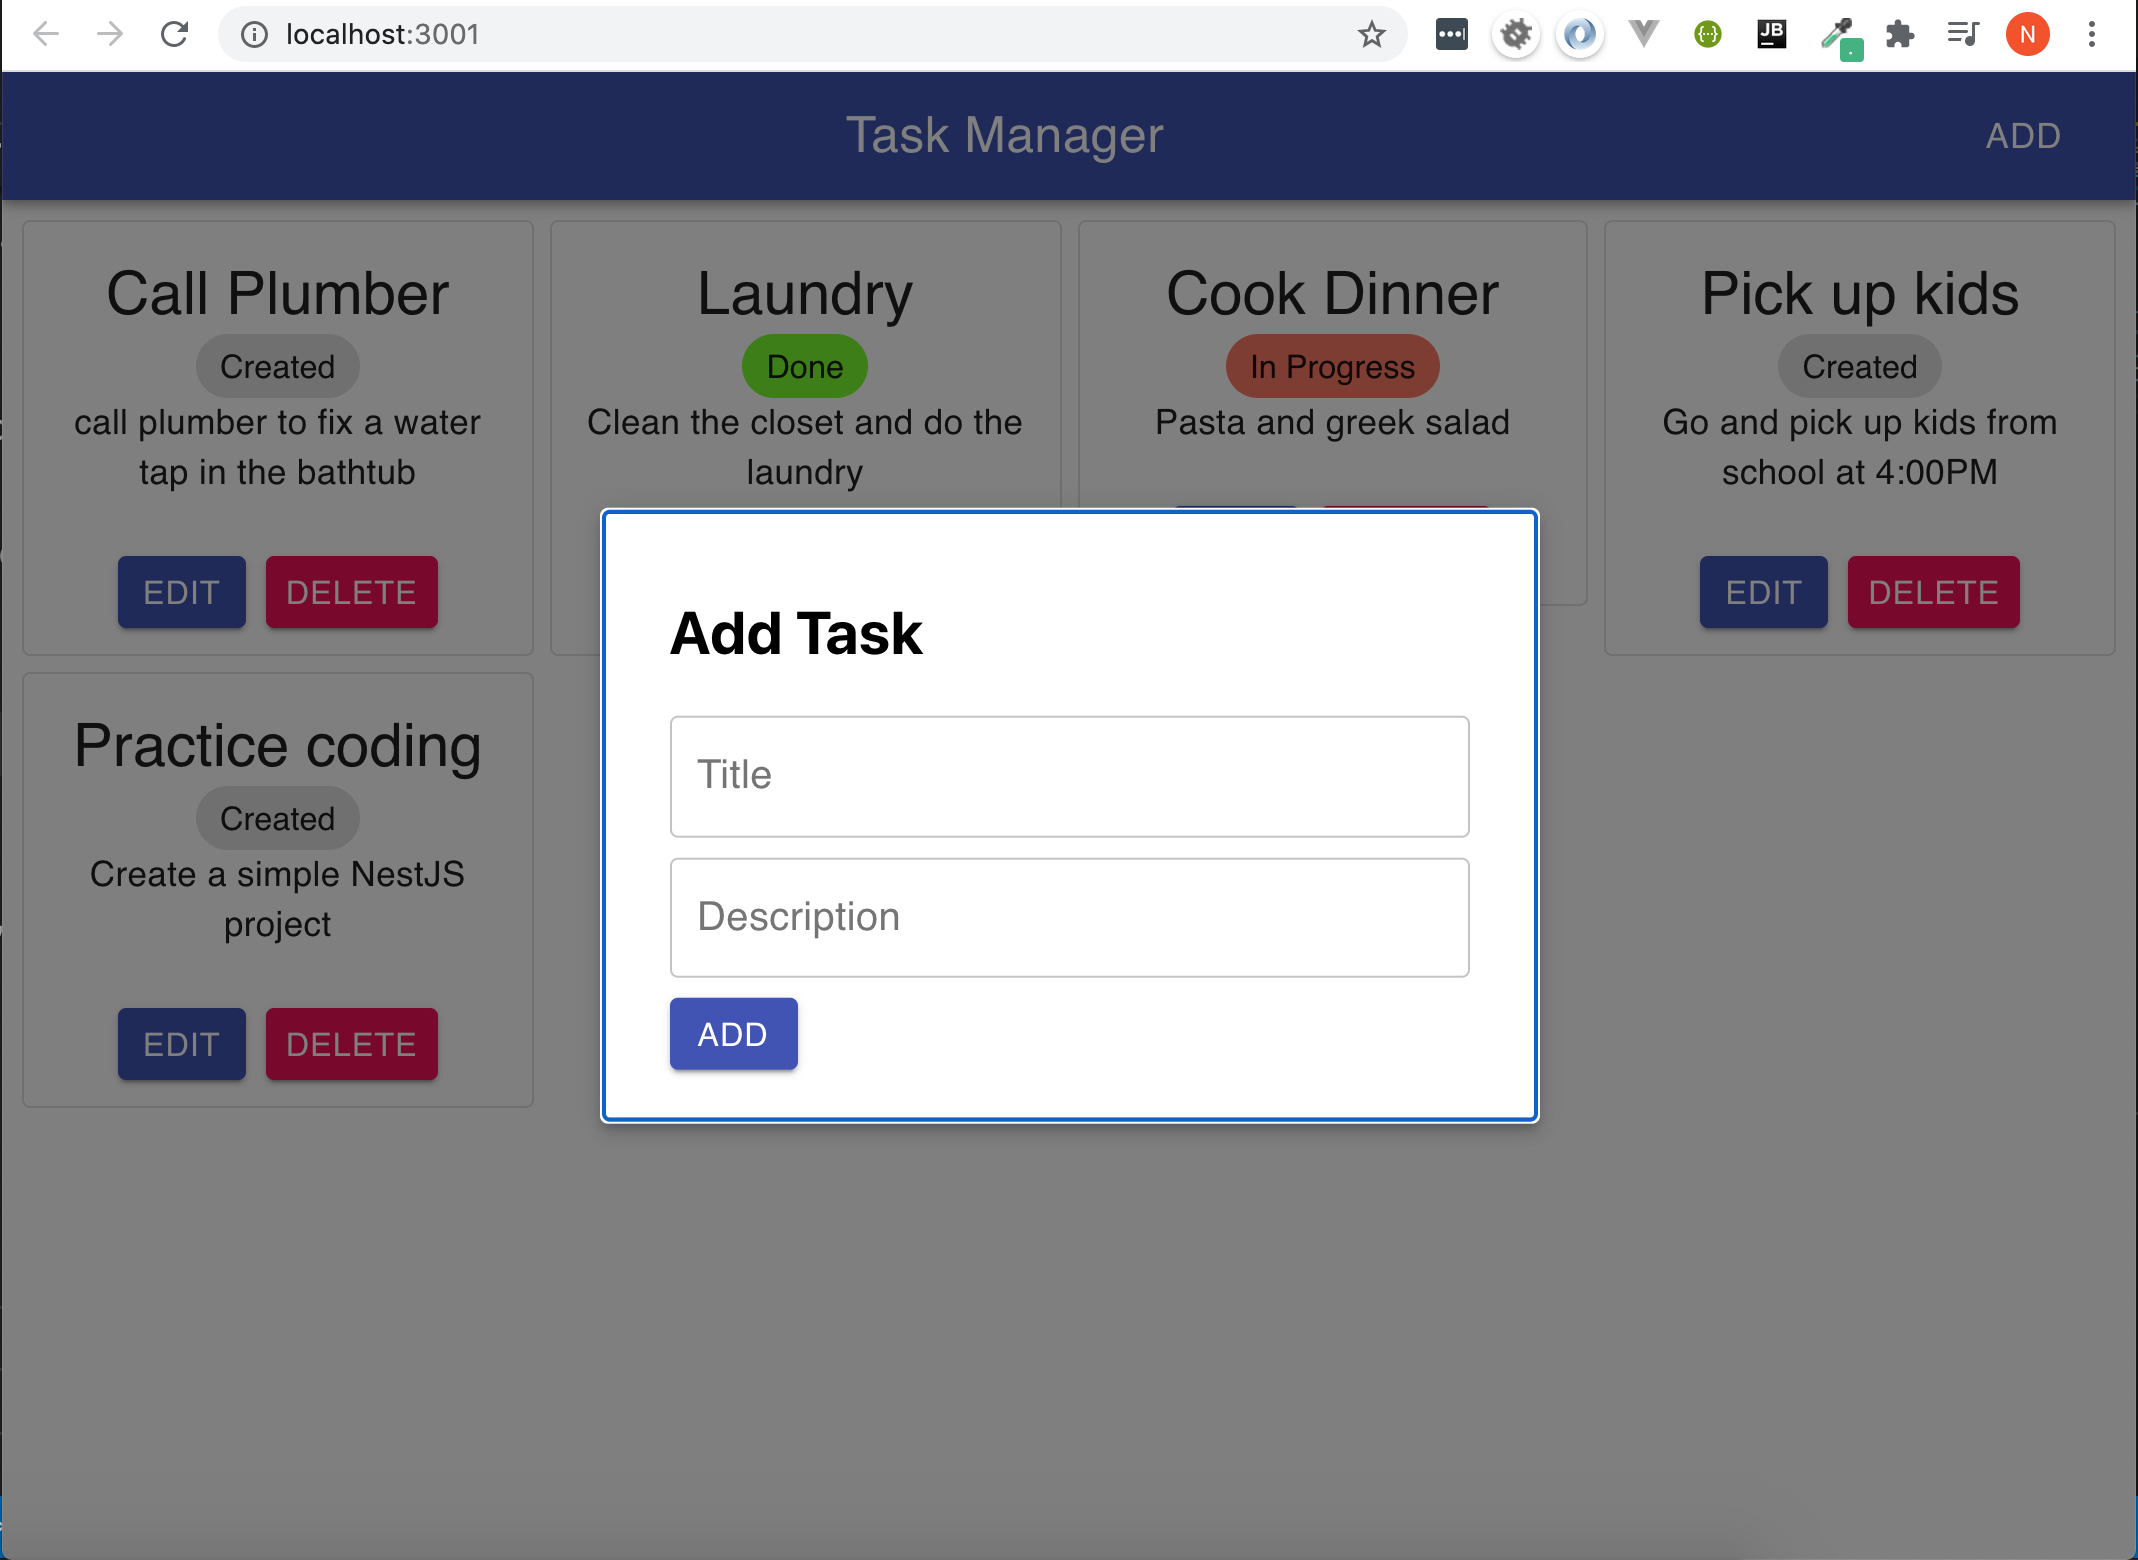 localhost:3001
JB
N
Task Manager
ADD
Call Plumber
Created
call plumber to fix a water
tap in the bathtub
EDIT
DELETE
Laundry
Done
Clean the closet and do the
laundry
Cook Dinner
In Progress
Pasta and greek salad
Pick up kids
Created
Go and pick up kids from
school at 4:00PM
EDIT
DELETE
Practice coding
Created
Create a simple NestJS
project
EDIT
DELETE
Add Task
Title
Description
ADD